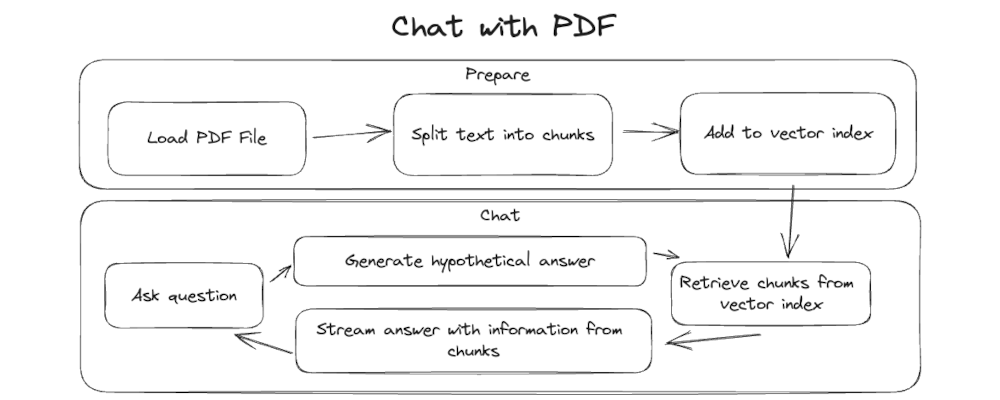 Chat with PDF
Prepare
Load PDF File
Split text into chunks
Add to vector index
Chat
Ask question
Generate hypothetical answer
Retrieve chunks from
vector index
Stream answer with information from
chunks